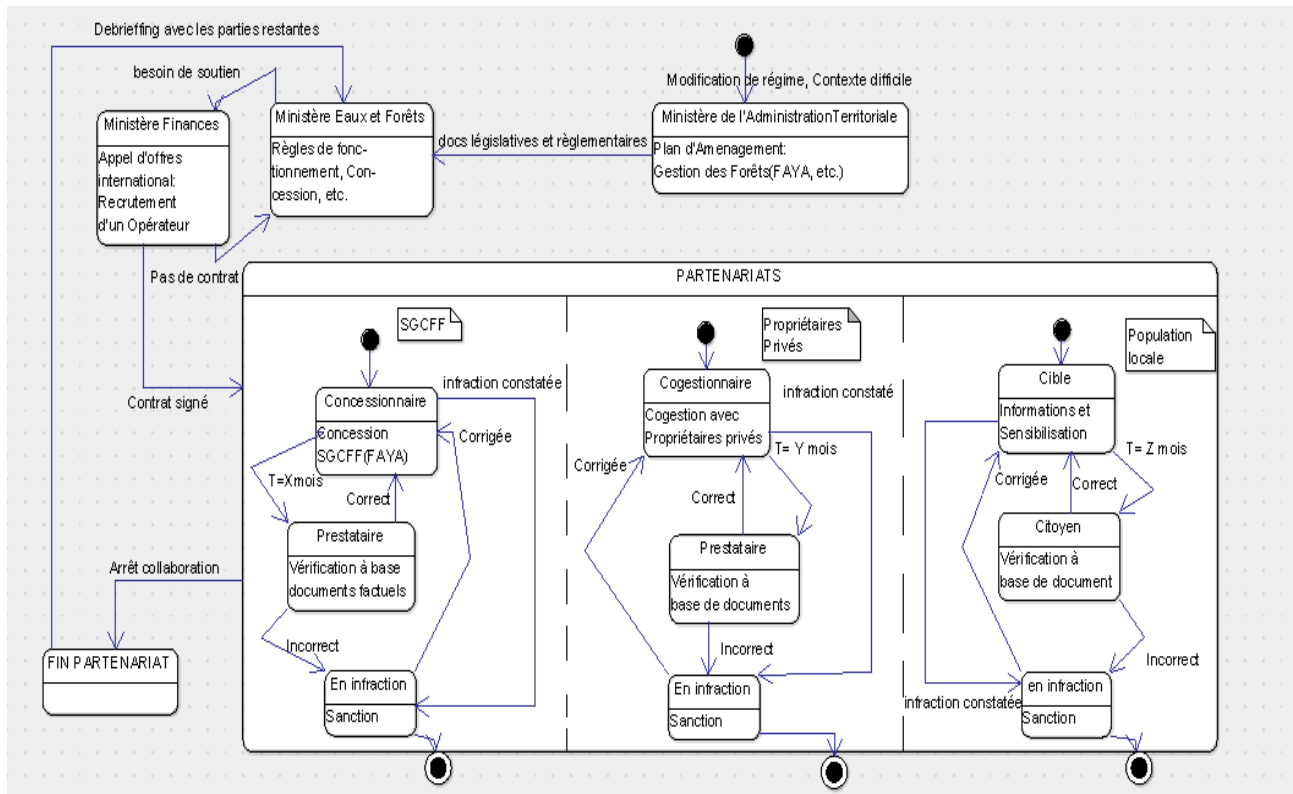 Debrieffing avec les parties restantes
besoin de soutien
Modification de régime, Contexte difficile
Ministère Finances
Appel d'offres
international:
Recrutement
d'un Opérateur
Ministère Eaux et Forêts
Règles de fonc-
tionnement, Con-
cession, etc.
docs législatives et règlementaires
Ministère de l'AdministrationTerritoriale
Plan d'Amenagement:
Gestion des Forêts(FAYA, etc.)
Pas de contrat
Contrat signé
PARTENARIATS
SGCFF
Concessionnaire
Concession
SGCFF(FAYA)
infraction constatée
Corrigée
T=Xmois
Correct
Prestataire
Vérification à base
documents factuels
Incorrect
En infraction
Sanction
Propriétaires
Privés
Cogestionnaire
Cogestion avec
Propriétaires privés
infraction constaté
T= Y mois
Corrigée
Correct
Prestataire
Vérification à
base de documents
Incorrect
En infraction
Sanction
Population
locale
Cible
Informations et
Sensibilisation
T= Z mois
Corrigée
Correct
Citoyen
Vérification à
base de document
Incorrect
infraction constatée
en infraction
Sanction
Arrêt collaboration
FIN PARTENARIAT